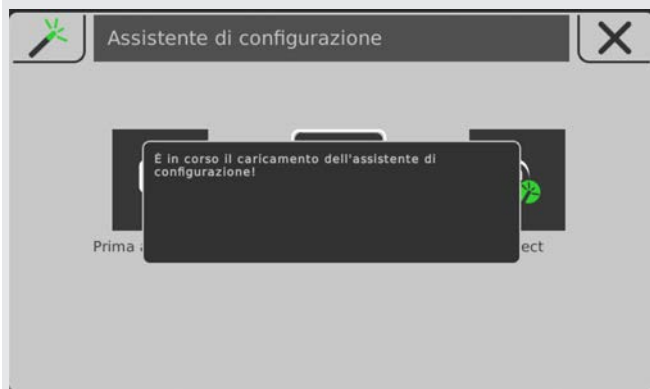 Assistente di configurazione
È in corso il caricamento dell'assistente di
configurazione!
Prima
ect